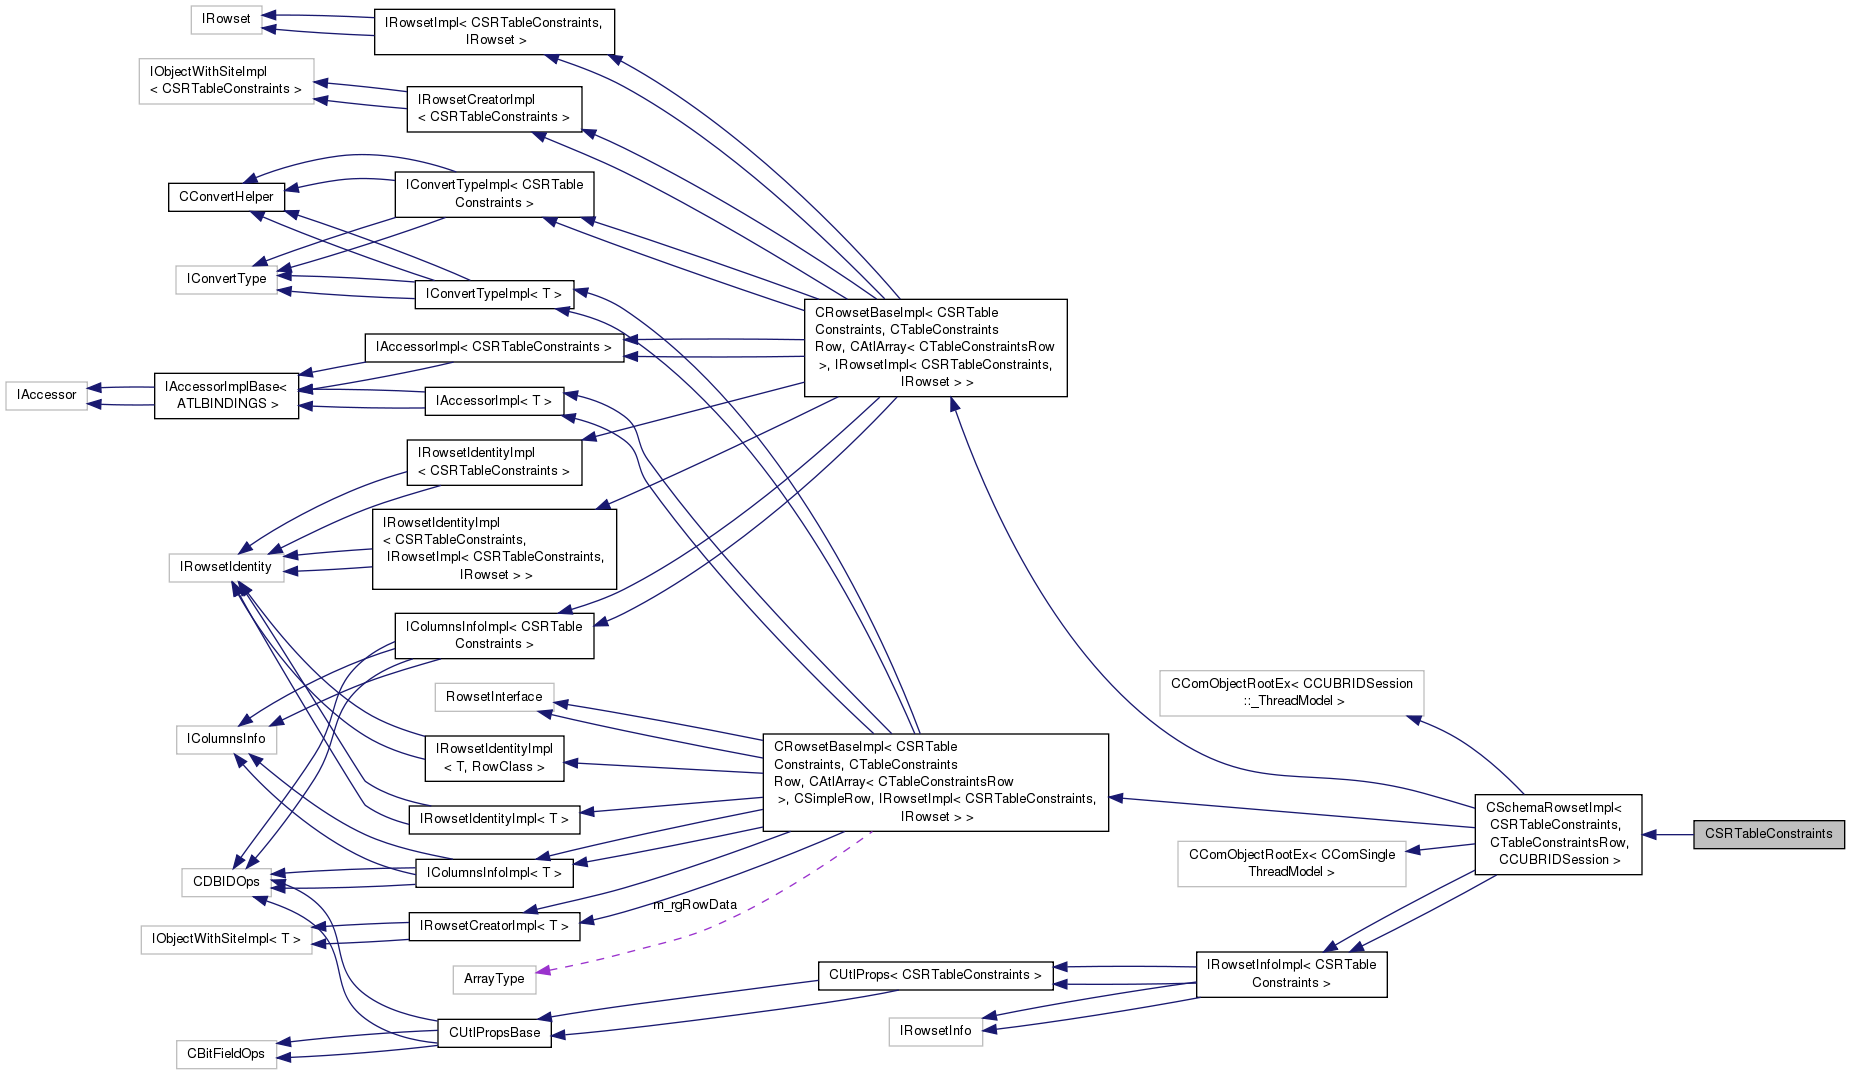 IRowset
IRowsetImpl< CSRTableConstraints,
IRowset >
IObjectWithSiteImpl
< CSRTableConstraints >
IRowsetCreatorImpl
< CSRTableConstraints >
CConvertHelper
IConvertTypeImpl< CSRTable
Constraints >
IConvertType
IConvertTypeImpl< T >
CRowsetBaseImpl< CSRTable
Constraints, CTableConstraints
Row, CAtlArray< CTableConstraintsRow
>, IRowsetImpl< CSRTableConstraints,
IRowset > >
IAccessorImpl< CSRTableConstraints >
IAccessor
IAccessorImplBase<
ATLBINDINGS >
IAccessorImpl< T >
IRowsetIdentityImpl
< CSRTableConstraints >
IRowsetIdentityImpl
< CSRTableConstraints,
IRowsetImpl< CSRTableConstraints,
IRowset > >
IRowsetIdentity
IColumnsInfoImpl< CSRTable
Constraints >
RowsetInterface
CComObjectRootEx< CCUBRIDSession
::_ThreadModel >
IColumnsInfo
IRowsetIdentityImpl
< T, RowClass >
CRowsetBaseImpl< CSRTable
Constraints, CTableConstraints
Row, CAtlArray< CTableConstraintsRow
>, CSimpleRow, IRowsetImpl< CSRTableConstraints,
IRowset > >
IRowsetIdentityImpl< T >
CSchemaRowsetImpl<
CSRTableConstraints,
CTableConstraintsRow,
CCUBRIDSession >
CSRTableConstraints
CComObjectRootEx< CComSingle
ThreadModel >
CDBIDOps
IColumnsInfoImpl< T >
m_rgRowData
IObjectWithSiteImpl< T >
IRowsetCreatorImpl< T >
ArrayType
CUtlProps< CSRTableConstraints >
IRowsetInfoImpl< CSRTable
Constraints >
IRowsetInfo
CUtlPropsBase
CBitFieldOps